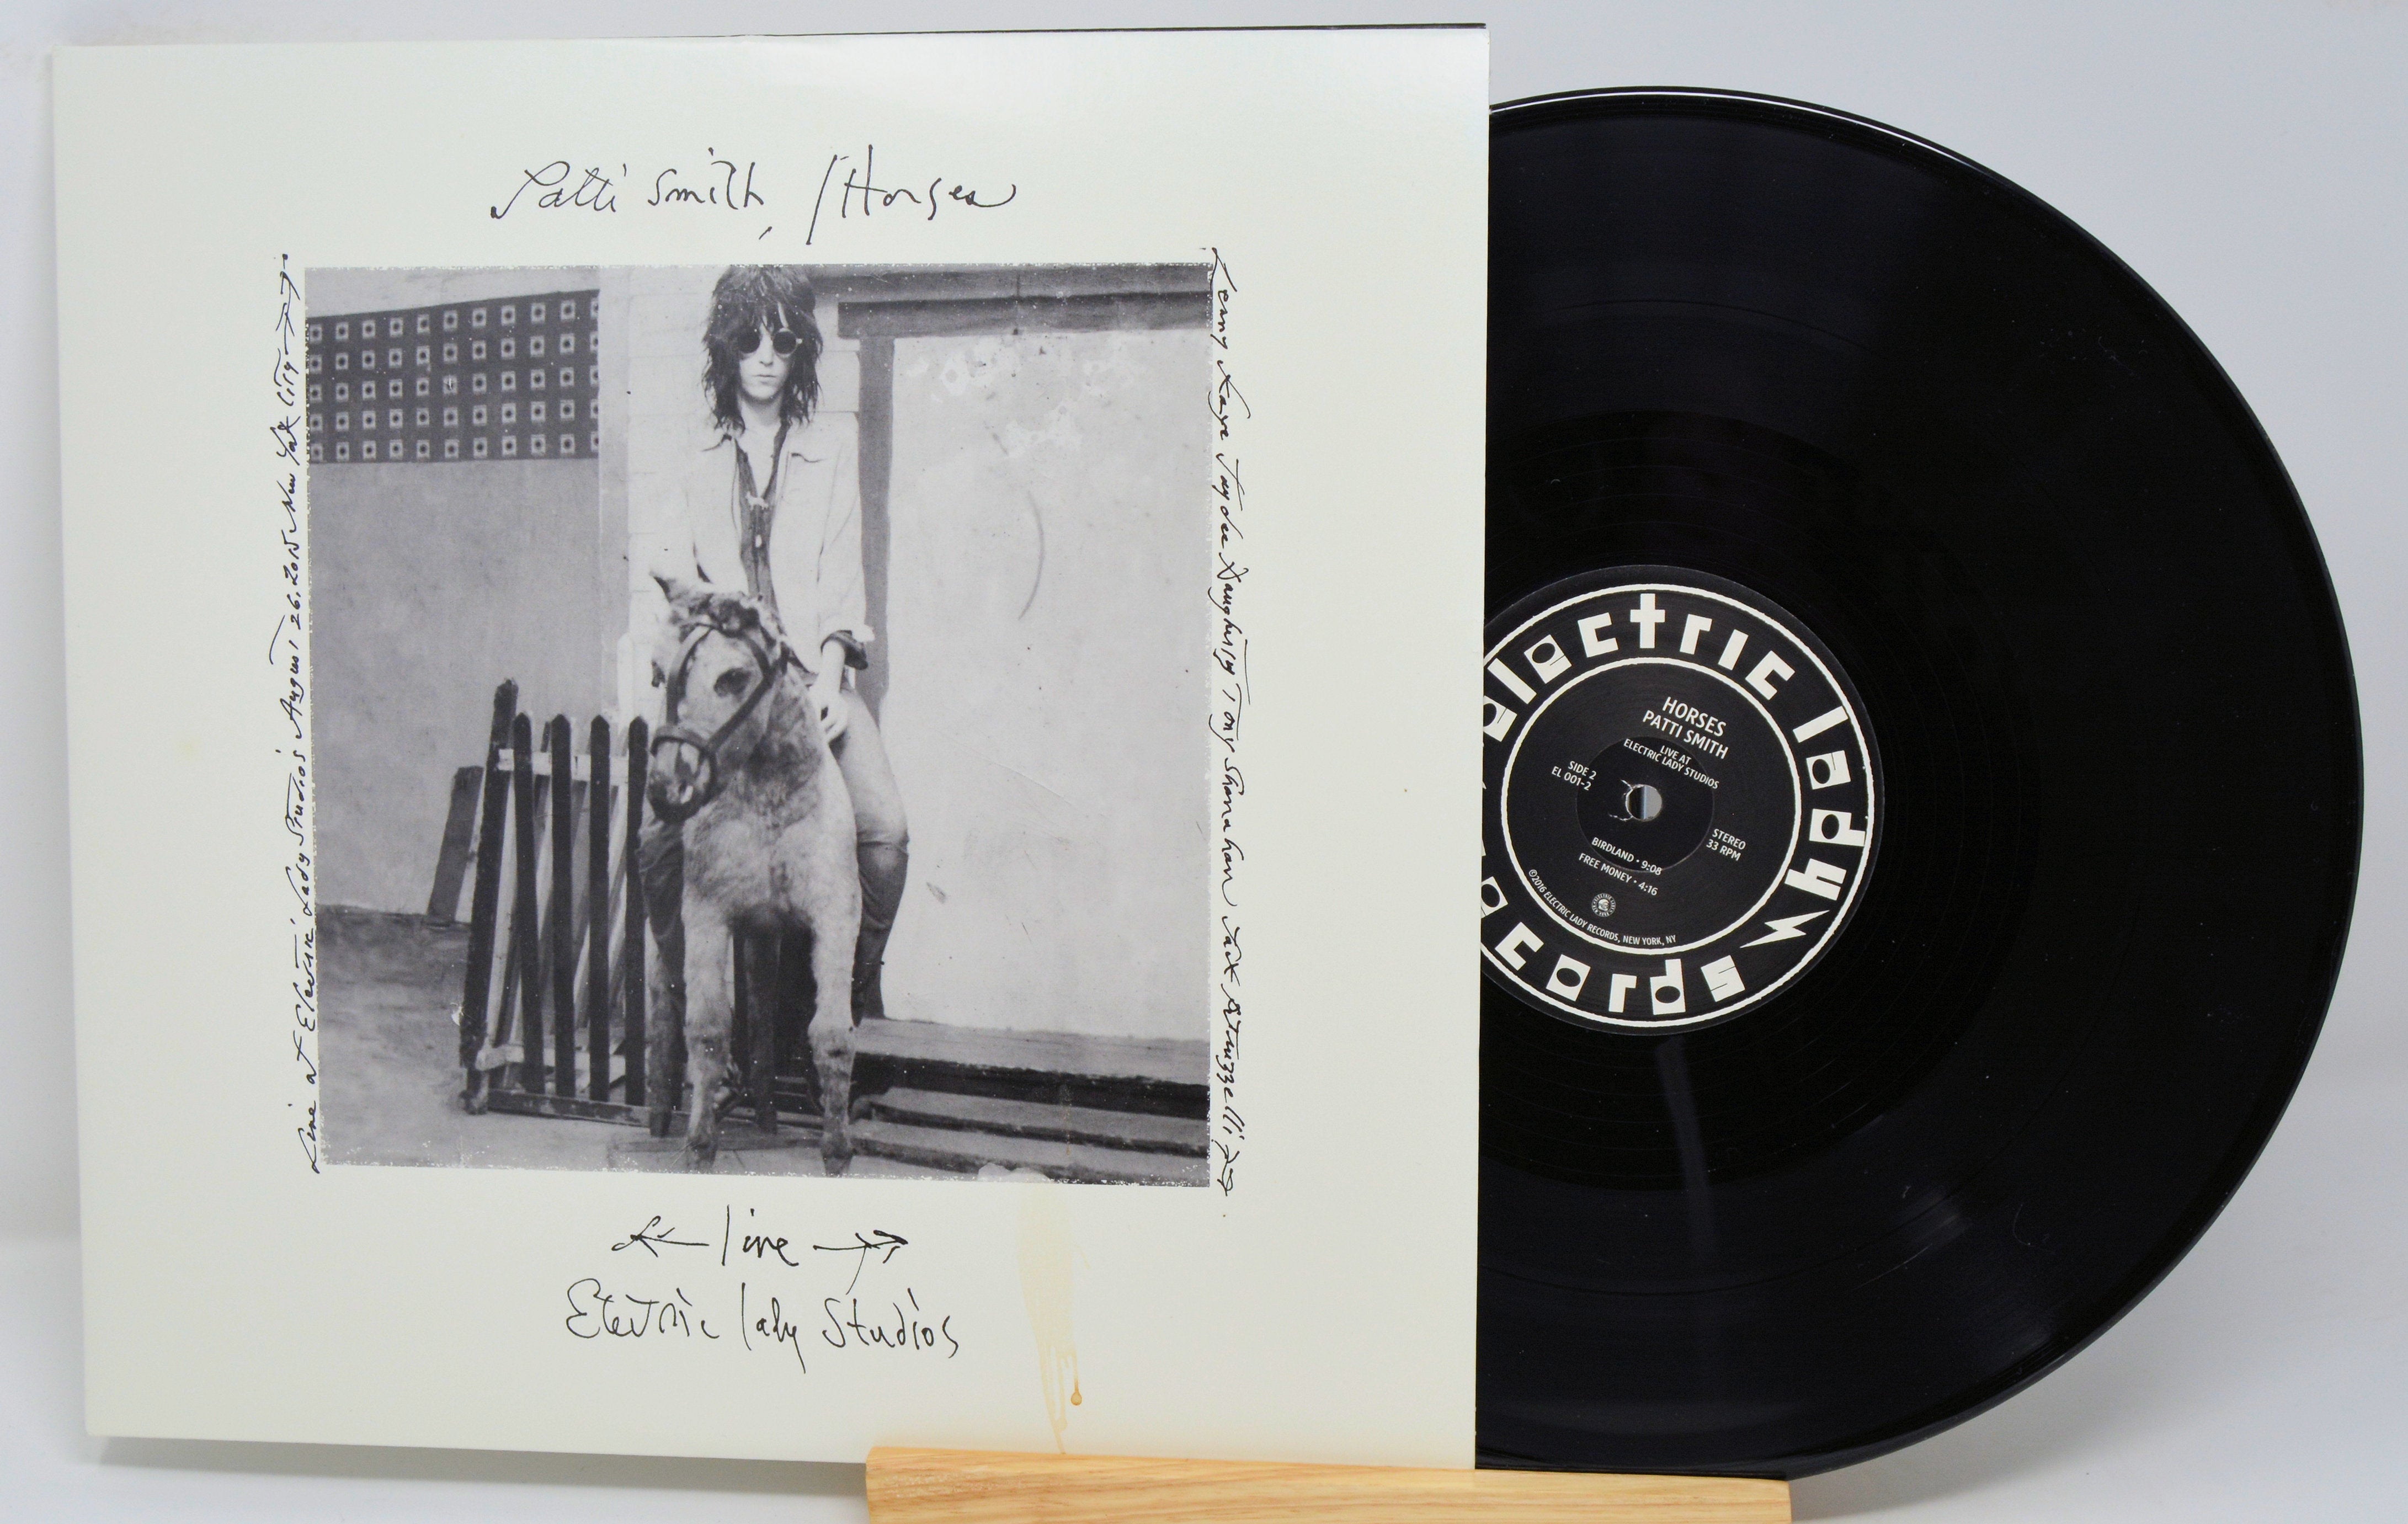 Patti Smith, /Horses
Live at Electric Lady Studios August 26, 2015 New York City
Lenny Kaye Jay dee Daugherty Tony Shanahan Jack Petruzzelli
live
Electric lady Studios
electric lady
records
HORSES
PATTI SMITH
LIVE AT
ELECTRIC LADY STUDIOS
SIDE 2
EL 001-2
STEREO
33 RPM
BIRDLAND • 9:08
FREE MONEY • 4:16
©2016 ELECTRIC LADY RECORDS, NEW YORK, NY